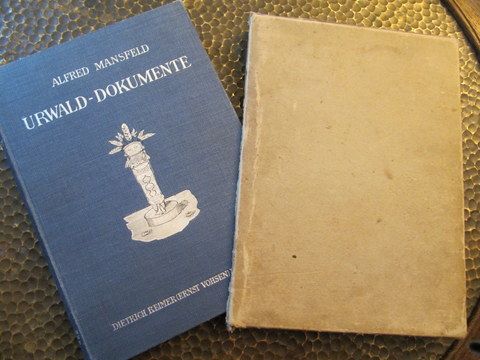 ALFRED MANSFELD
URWALD-DOKUMENTE
DIETRICH REIMER (ERNST VOHSEN)